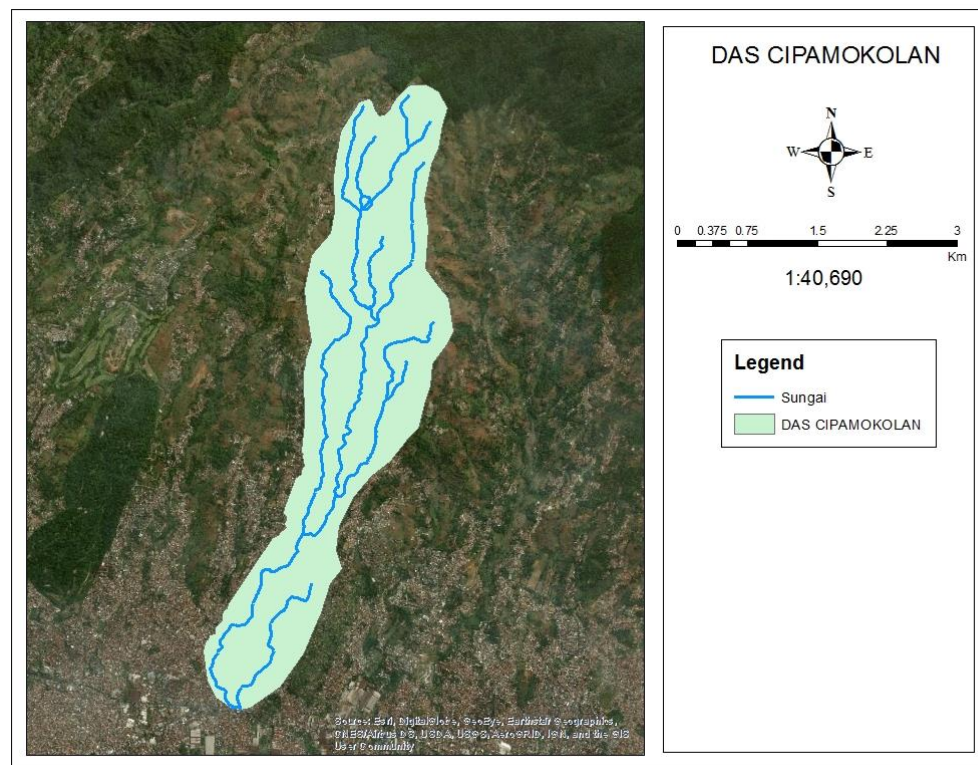 DAS CIPAMOKOLAN
N
W E
S
0 0.375 0.75 1.5 2.25 3
Km
1:40,690
Legend
Sungai
DAS CIPAMOKOLAN
Source: Esri, DigitalGlobe, GeoEye, Earthstar Geographics,
CNES/Airbus DS, USDA, USGS, AeroGRID, IGN, and the GIS
User Community